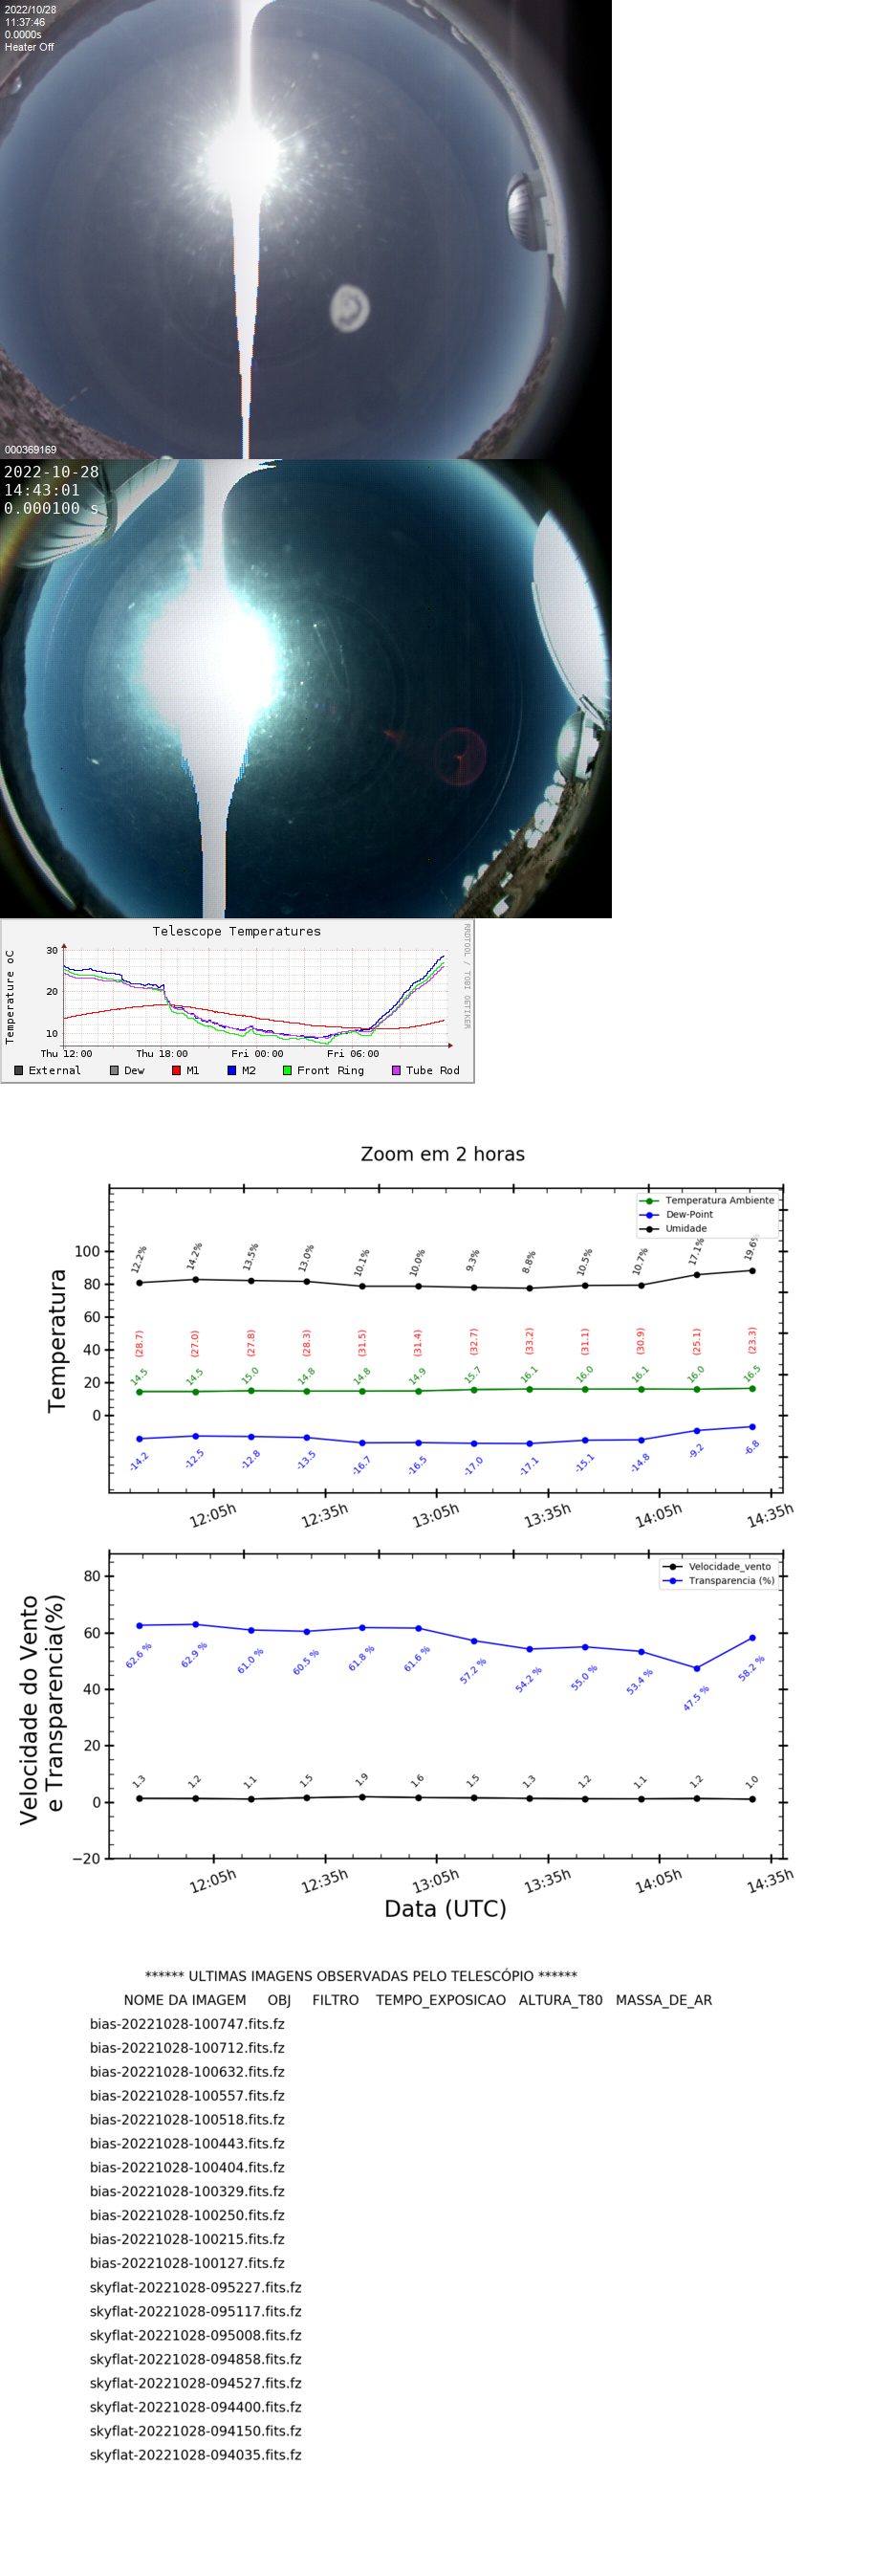 2022/10/28
11:37:46
0.0000s
Heater Off
000369169
2022-10-28
14:43:01
0.000100 s
Telescope Temperatures
RRDTOOL / TOBI OETIKER
Temperature oC
30
20
10
Thu 12:00 Thu 18:00 Fri 00:00 Fri 06:00
External Dew M1 M2 Front Ring Tube Rod
Zoom em 2 horas
Temperatura Ambiente
Dew-Point
Umidade
Temperatura
100
80
60
40
20
0
12.2% 14.2% 13.5% 13.0% 10.1% 10.0% 9.3% 8.8% 10.5% 10.7% 17.1% 19.6%
(28.7) (27.0) (27.8) (28.3) (31.5) (31.4) (32.7) (33.2) (31.1) (30.9) (25.1) (23.3)
14.5 14.5 15.0 14.8 14.8 14.9 15.7 16.1 16.0 16.1 16.0 16.5
-14.2 -12.5 -12.8 -13.5 -16.7 -16.5 -17.0 -17.1 -15.1 -14.8 -9.2 -6.8
12:05h 12:35h 13:05h 13:35h 14:05h 14:35h
Velocidade_vento
Transparencia (%)
Velocidade do Vento
e Transparencia(%)
80
60
40
20
0
−20
62.6 % 62.9 % 61.0 % 60.5 % 61.8 % 61.6 % 57.2 % 54.2 % 55.0 % 53.4 % 47.5 % 58.2 %
1.3 1.2 1.1 1.5 1.9 1.6 1.5 1.3 1.2 1.1 1.2 1.0
12:05h 12:35h 13:05h 13:35h 14:05h 14:35h
Data (UTC)
****** ULTIMAS IMAGENS OBSERVADAS PELO TELESCÓPIO ******
NOME DA IMAGEM OBJ FILTRO TEMPO_EXPOSICAO ALTURA_T80 MASSA_DE_AR
bias-20221028-100747.fits.fz
bias-20221028-100712.fits.fz
bias-20221028-100632.fits.fz
bias-20221028-100557.fits.fz
bias-20221028-100518.fits.fz
bias-20221028-100443.fits.fz
bias-20221028-100404.fits.fz
bias-20221028-100329.fits.fz
bias-20221028-100250.fits.fz
bias-20221028-100215.fits.fz
bias-20221028-100127.fits.fz
skyflat-20221028-095227.fits.fz
skyflat-20221028-095117.fits.fz
skyflat-20221028-095008.fits.fz
skyflat-20221028-094858.fits.fz
skyflat-20221028-094527.fits.fz
skyflat-20221028-094400.fits.fz
skyflat-20221028-094150.fits.fz
skyflat-20221028-094035.fits.fz